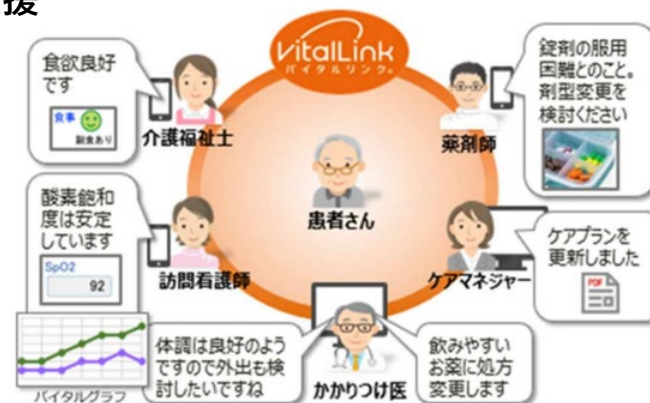 援
VitalLink
バイタルリンク®
食欲良好
です
食事
副食あり
介護福祉士
錠剤の服用
困難とのこと。
剤型変更を
検討ください
薬剤師
患者さん
酸素飽和
度は安定
しています
SpO2
92
訪問看護師
バイタルグラフ
ケアマネジャー
ケアプランを
更新しました
PDF
体調は良好のよう
ですので外出も検
討したいですね
かかりつけ医
飲みやすい
お薬に処方
変更します